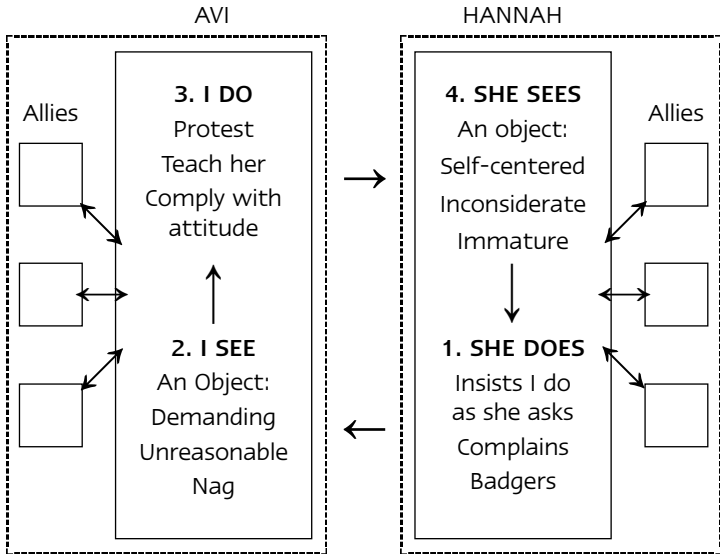 AVI
HANNAH
Allies
3. I DO
Protest
Teach her
Comply with
attitude
2. I SEE
An Object:
Demanding
Unreasonable
Nag
4. SHE SEES
An object:
Self-centered
Inconsiderate
Immature
1. SHE DOES
Insists I do
as she asks
Complains
Badgers
Allies